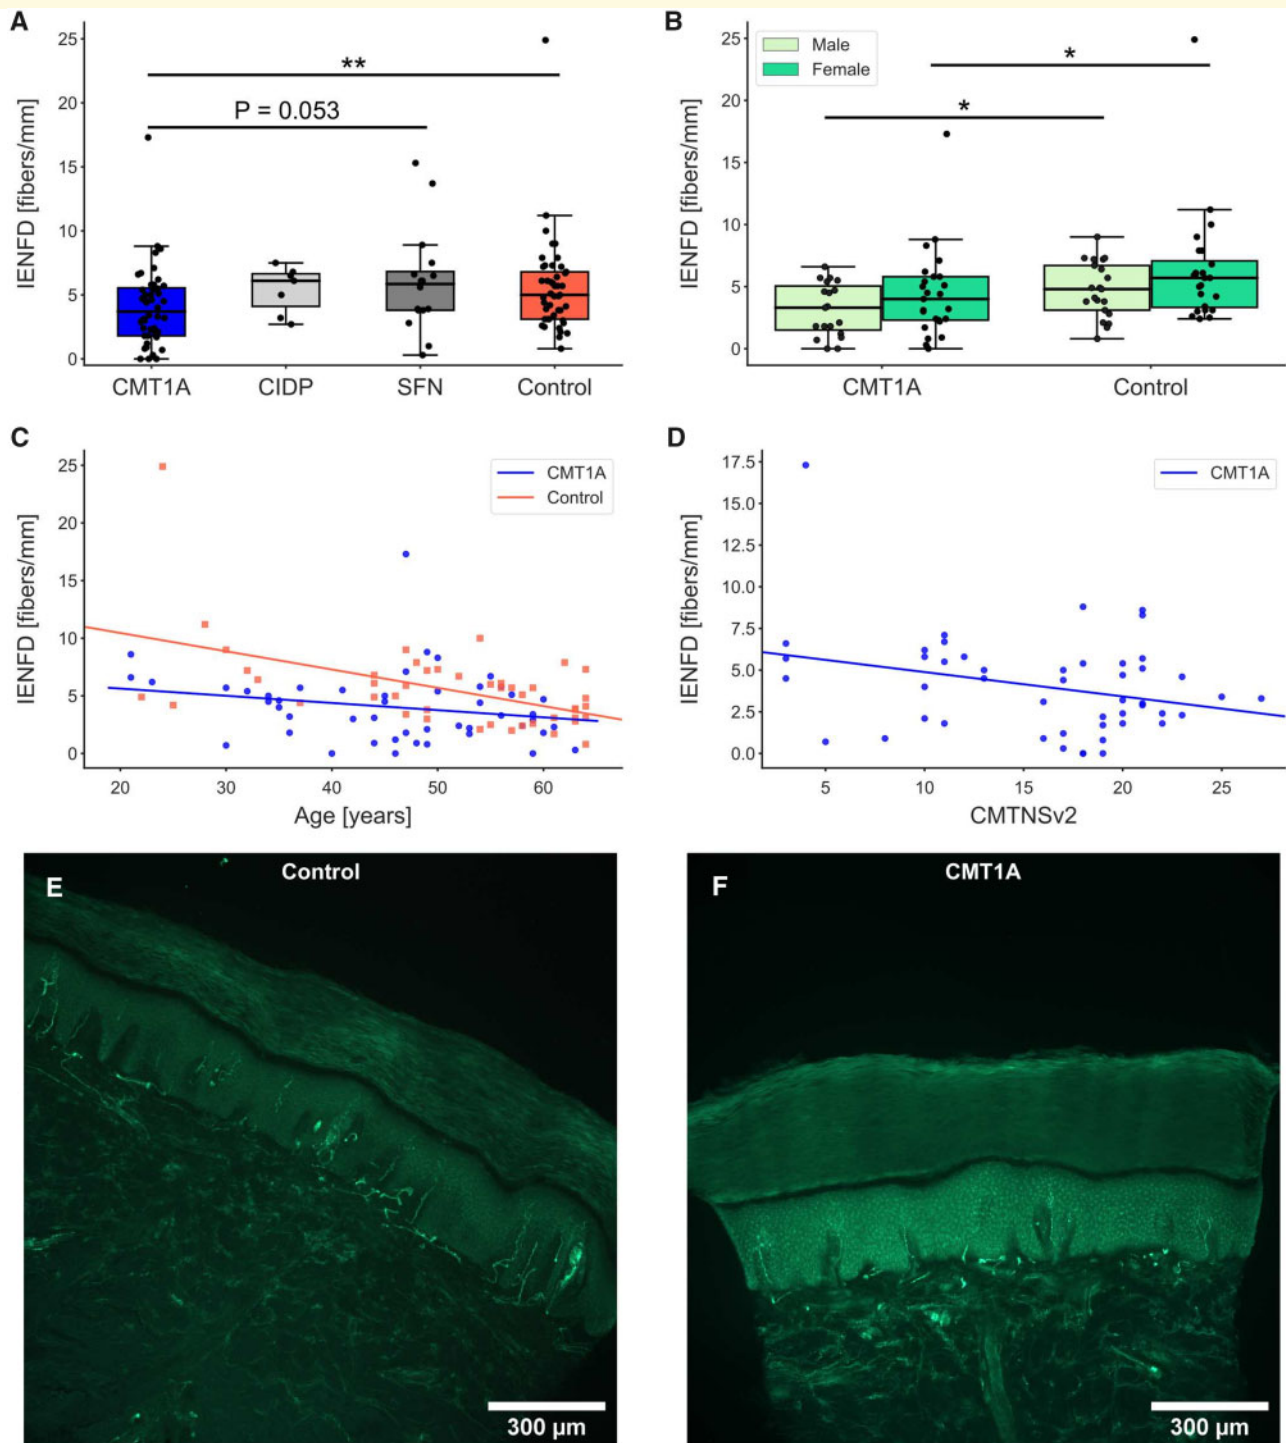 A
IENFD [fibers/mm]
25
20
15
10
5
0
**
P = 0.053
CMT1A CIDP SFN Control
B
IENFD [fibers/mm]
25
20
15
10
5
0
Male
Female
*
*
CMT1A Control
C
IENFD [fibers/mm]
25
20
15
10
5
0
CMT1A
Control
20 30 40 50 60
Age [years]
D
IENFD [fibers/mm]
17.5
15.0
12.5
10.0
7.5
5.0
2.5
0.0
CMT1A
5 10 15 20 25
CMTNSv2
E
Control
300 µm
F
CMT1A
300 µm